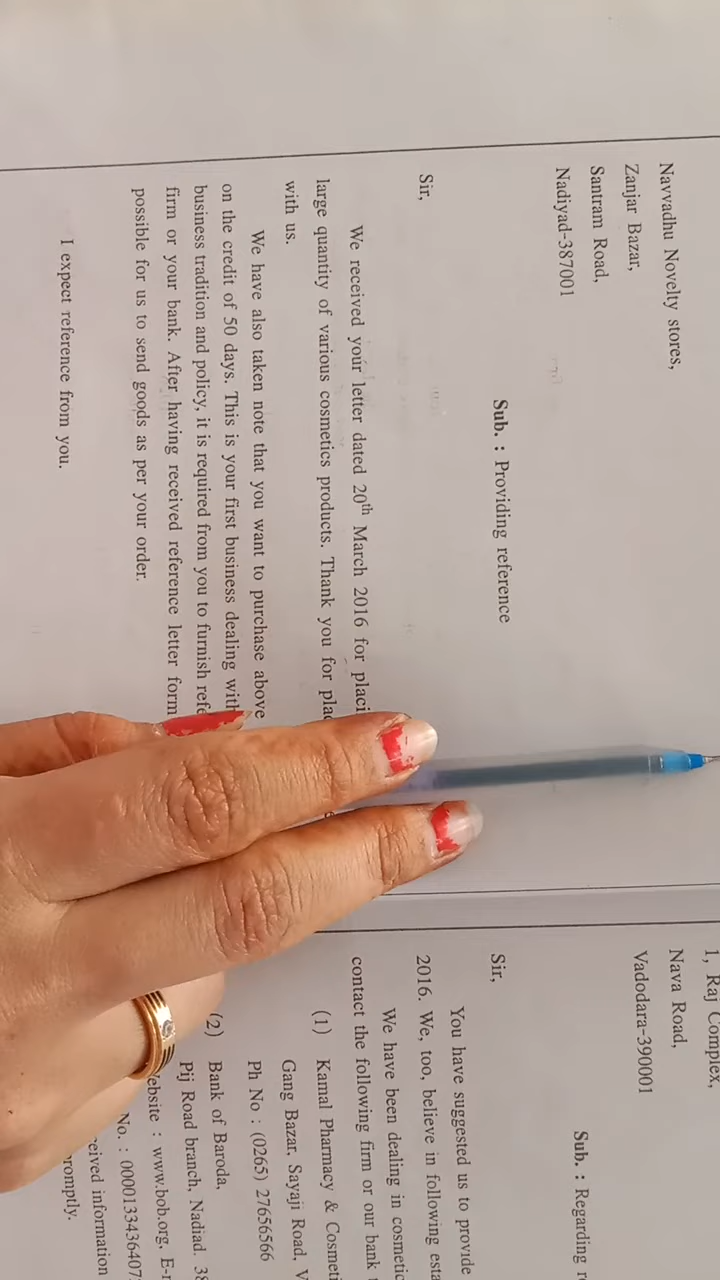 Navvadhu Novelty stores,
Zanjar Bazar,
Santram Road,
Nadiyad-387001
Sub. : Providing reference
Sir,
We received your letter dated 20th March 2016 for placi
large quantity of various cosmetics products. Thank you for plac
with us.
We have also taken note that you want to purchase above
on the credit of 50 days. This is your first business dealing with
business tradition and policy, it is required from you to furnish refe
firm or your bank. After having received reference letter form
possible for us to send goods as per your order.
I expect reference from you.
1, Raj Complex,
Nava Road,
Vadodara-390001
Sub. : Regarding r
Sir,
You have suggested us to provide
2016. We, too, believe in following esta
We have been dealing in cosmetic
contact the following firm or our bank
(1) Kamal Pharmacy & Cosmeti
Gang Bazar, Sayaji Road, V
Ph No : (0265) 27656566
(2) Bank of Baroda,
Pij Road branch, Nadiad. 38
ebsite : www.bob.org, E-
No. : 0000133436407
ceived information
romptly.